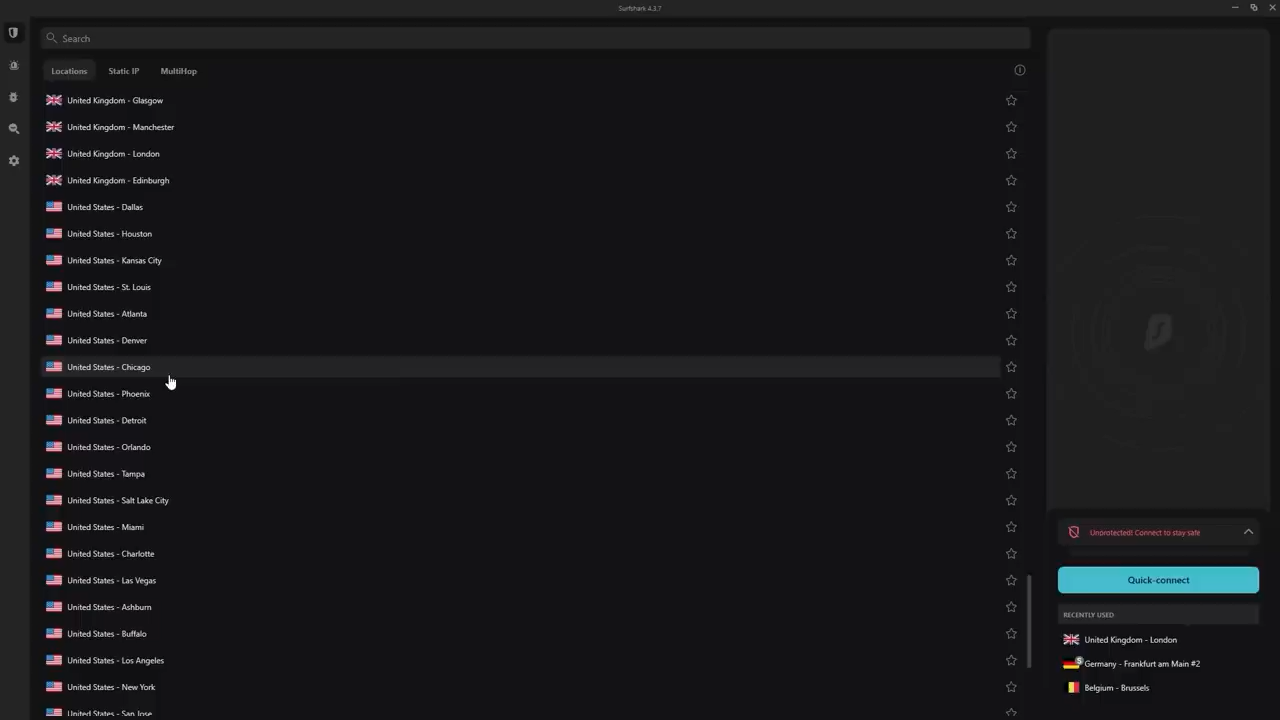 Surfshark 4.3.7
Search
Locations
Static IP
MultiHop
United Kingdom - Glasgow
United Kingdom - Manchester
United Kingdom - London
United Kingdom - Edinburgh
United States - Dallas
United States - Houston
United States - Kansas City
United States - St. Louis
United States - Atlanta
United States - Denver
United States - Chicago
United States - Phoenix
United States - Detroit
United States - Orlando
United States - Tampa
United States - Salt Lake City
United States - Miami
United States - Charlotte
United States - Las Vegas
United States - Ashburn
United States - Buffalo
United States - Los Angeles
United States - New York
United States - San Jose
Unprotected! Connect to stay safe
Quick-connect
RECENTLY USED
United Kingdom - London
Germany - Frankfurt am Main #2
Belgium - Brussels